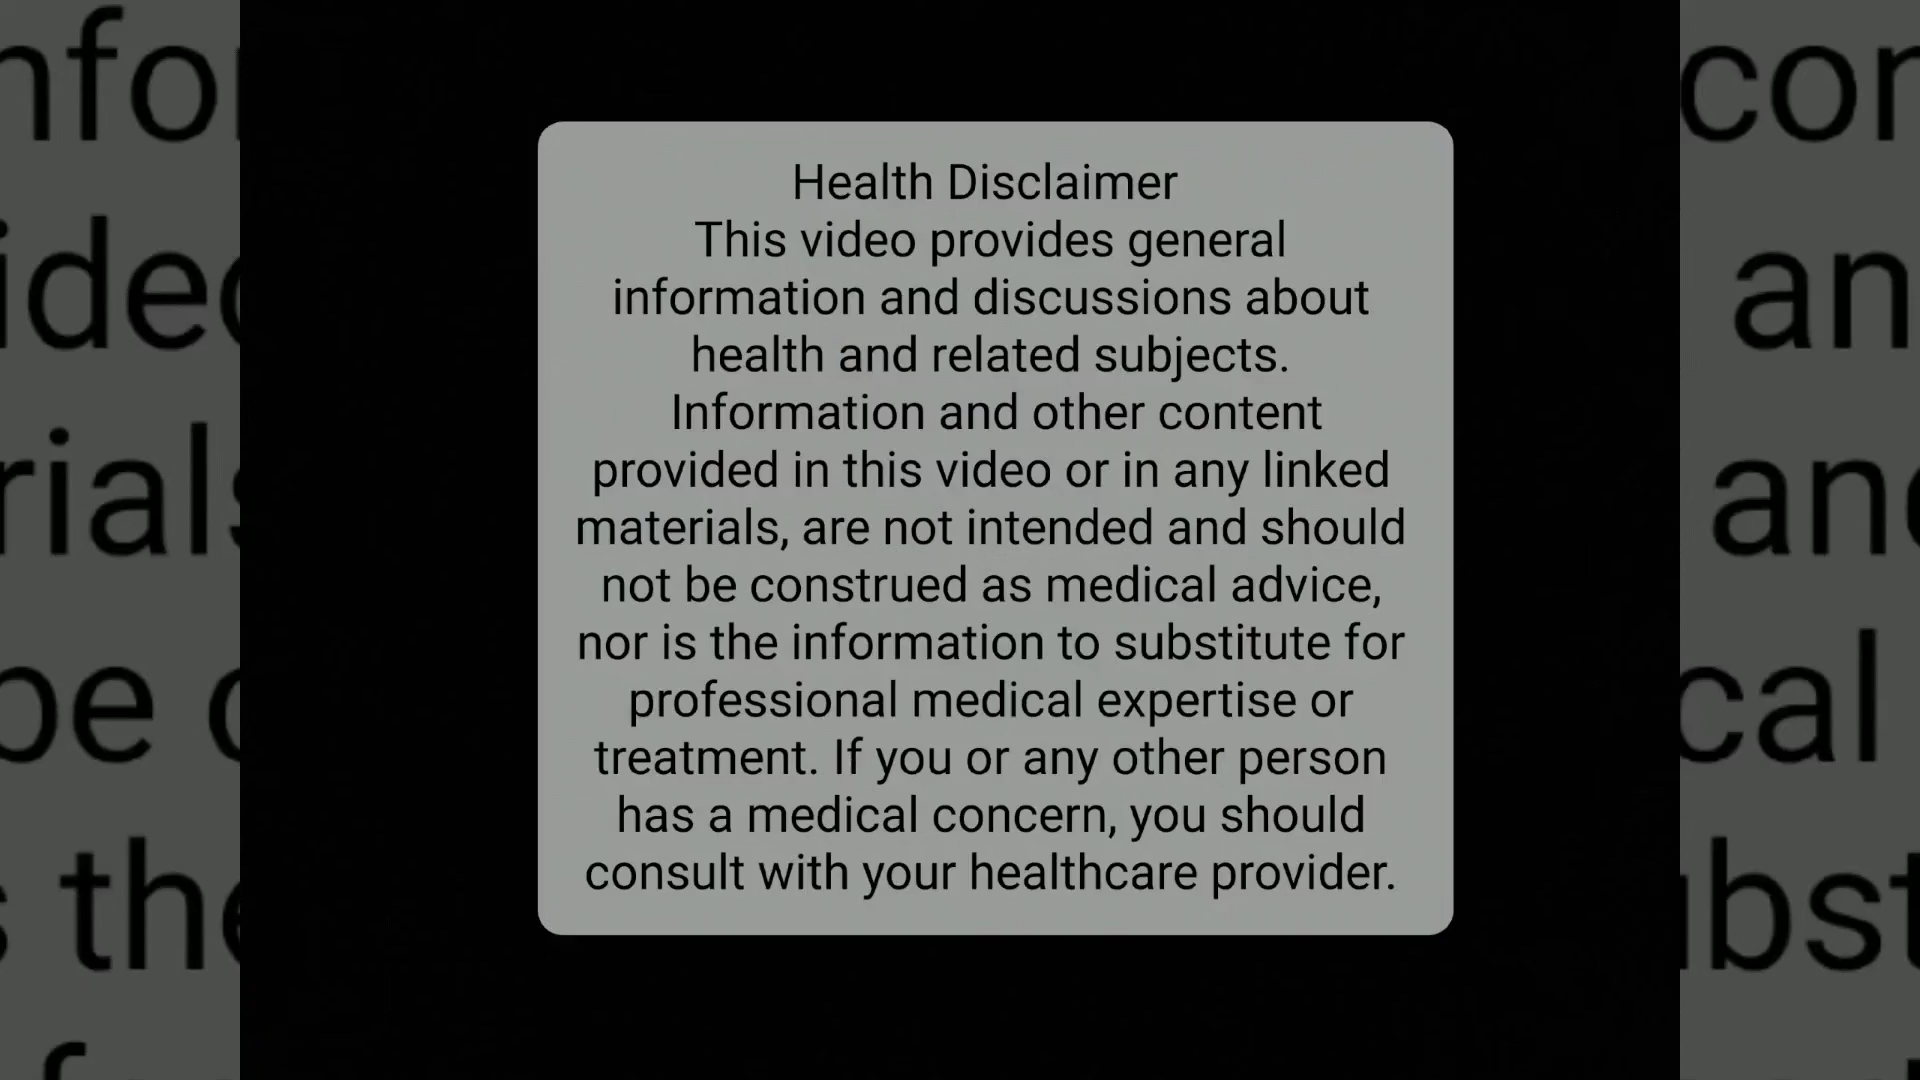 Health Disclaimer
This video provides general
information and discussions about
health and related subjects.
Information and other content
provided in this video or in any linked
materials, are not intended and should
not be construed as medical advice,
nor is the information to substitute for
professional medical expertise or
treatment. If you or any other person
has a medical concern, you should
consult with your healthcare provider.